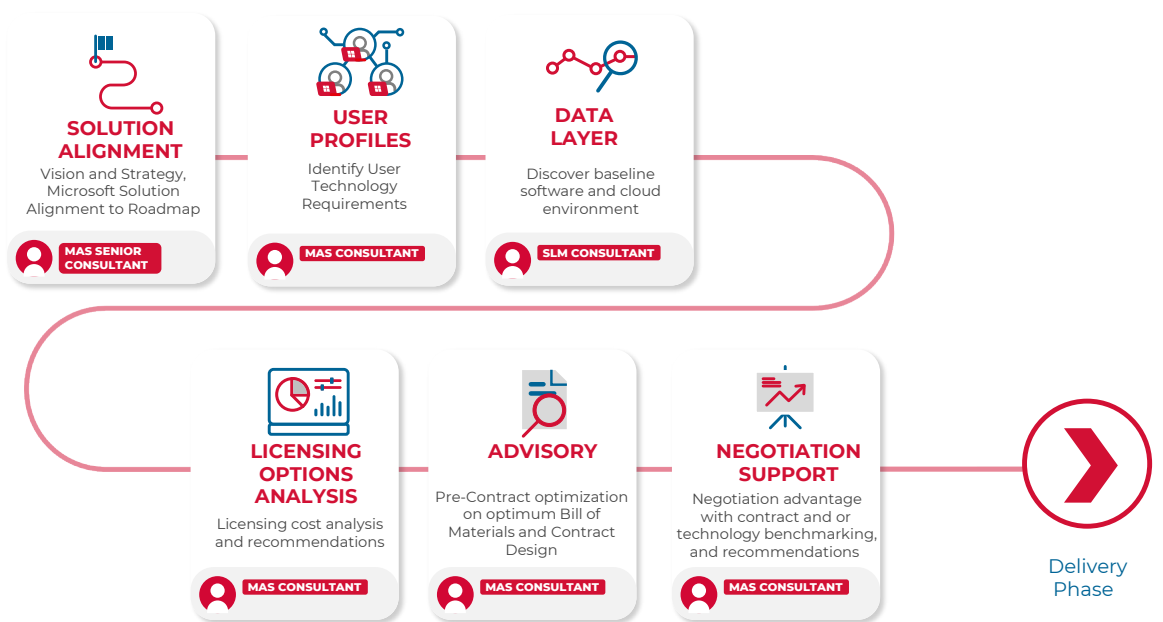 SOLUTION
ALIGNMENT
Vision and Strategy,
Microsoft Solution
Alignment to Roadmap
MAS SENIOR
CONSULTANT
USER
PROFILES
Identify User
Technology
Requirements
MAS CONSULTANT
DATA
LAYER
Discover baseline
software and cloud
environment
SLM CONSULTANT
LICENSING
OPTIONS
ANALYSIS
Licensing cost analysis
and recommendations
MAS CONSULTANT
ADVISORY
Pre-Contract optimization
on optimum Bill of
Materials and Contract
Design
MAS CONSULTANT
NEGOTIATION
SUPPORT
Negotiation advantage
with contract and or
technology benchmarking,
and recommendations
MAS CONSULTANT
Delivery
Phase